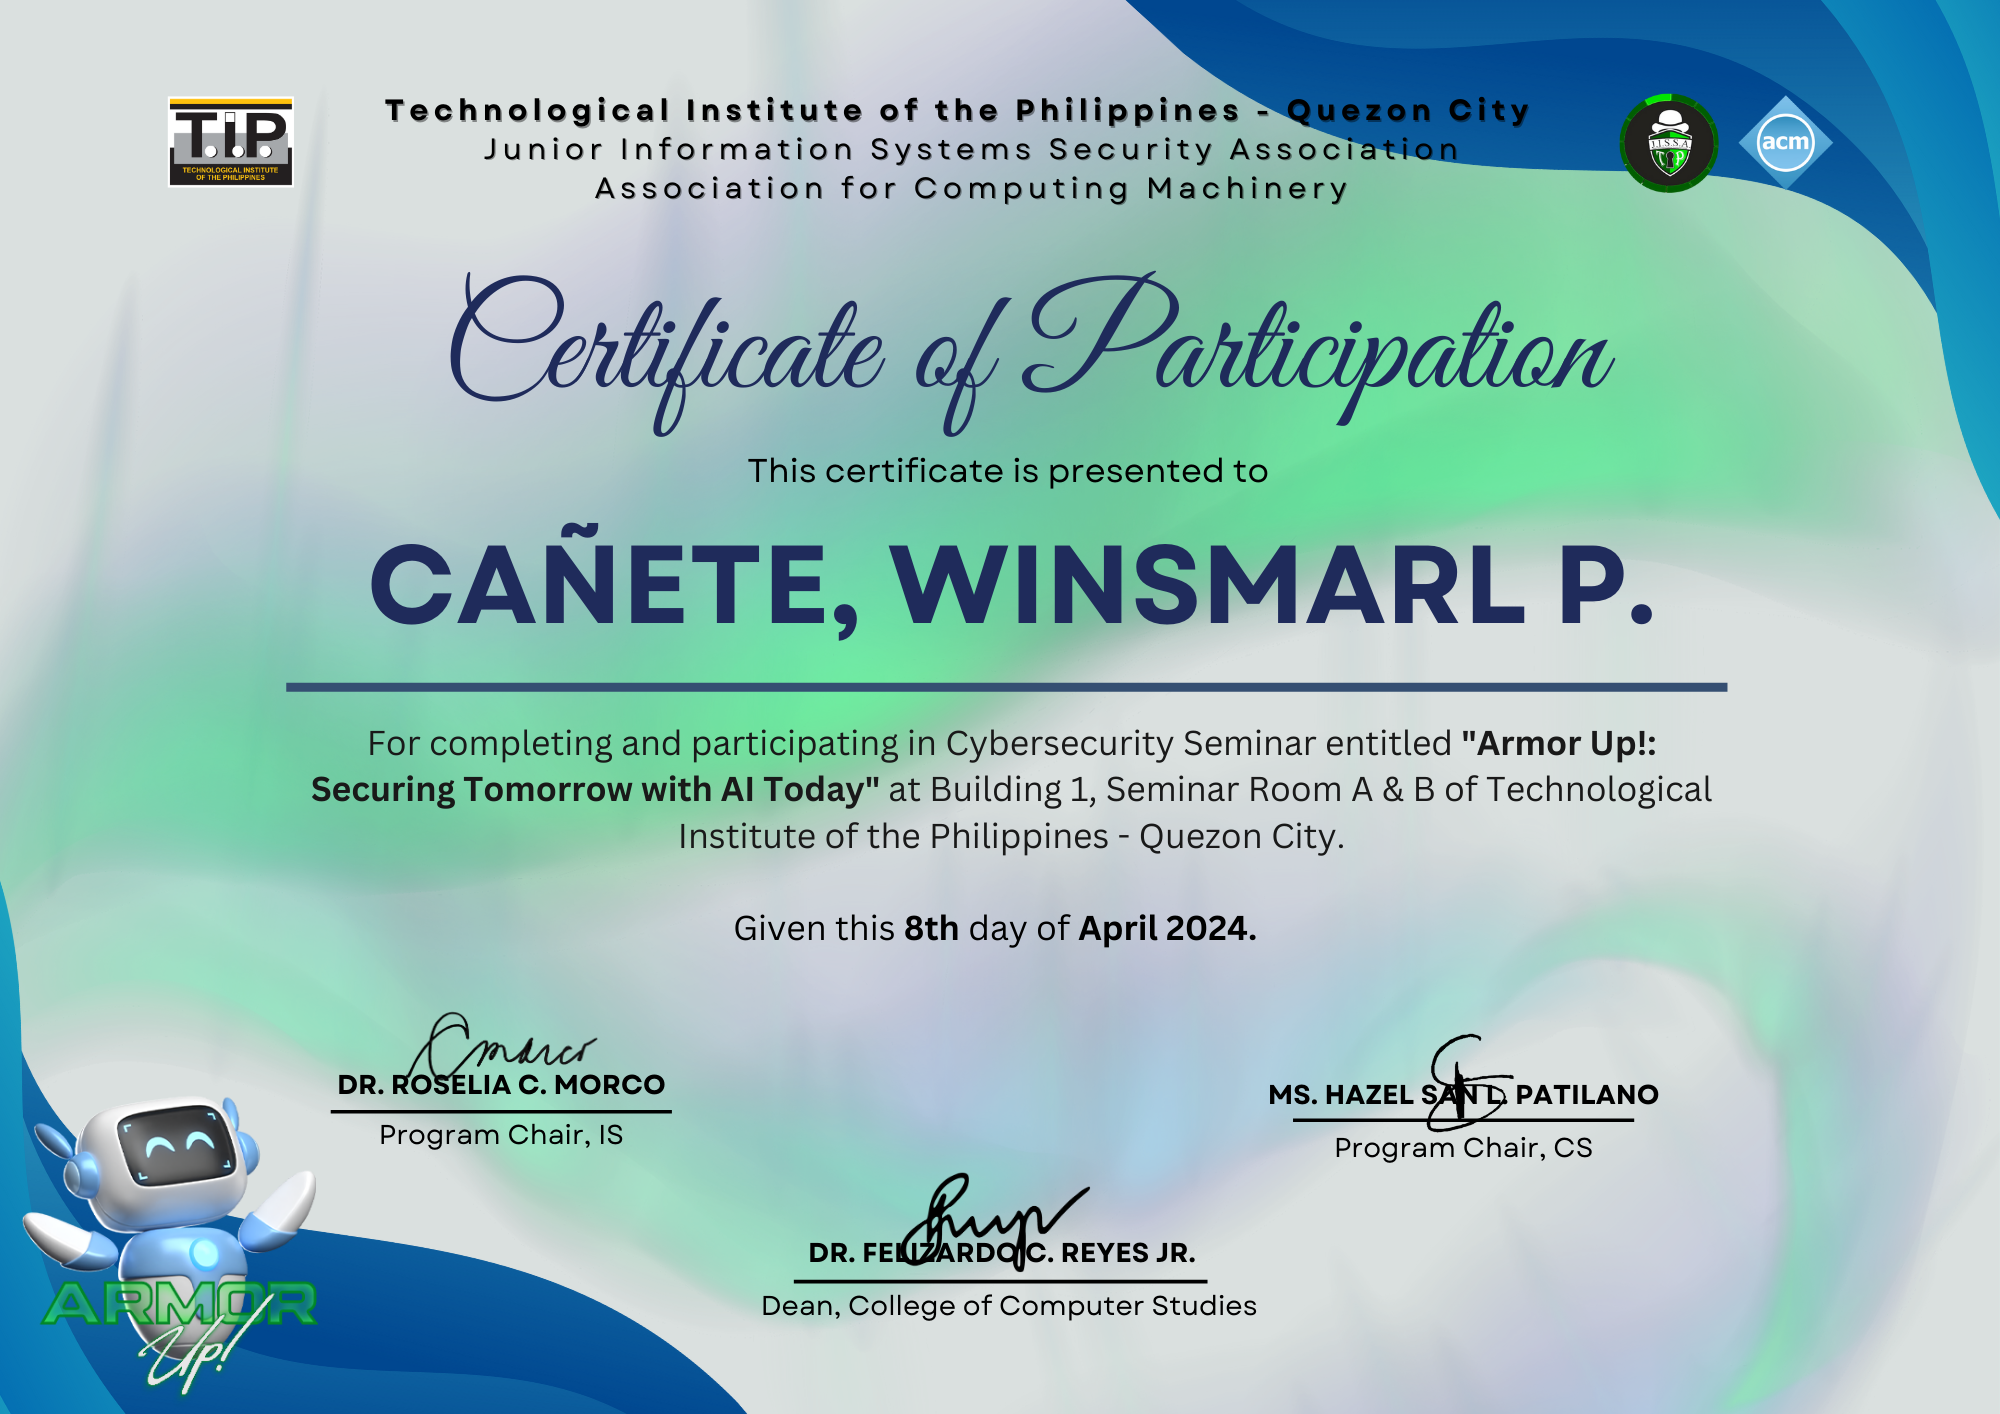 T.i.P.
TECHNOLOGICAL INSTITUTE
OF THE PHILIPPINES
Technological Institute of the Philippines - Quezon City
Junior Information Systems Security Association
Association for Computing Machinery
J.I.S.S.A
T P
acm
Certificate of Participation
This certificate is presented to
CAÑETE, WINSMARL P.
For completing and participating in Cybersecurity Seminar entitled "Armor Up!:
Securing Tomorrow with AI Today" at Building 1, Seminar Room A & B of Technological
Institute of the Philippines - Quezon City.
Given this 8th day of April 2024.
DR. ROSELIA C. MORCO
Program Chair, IS
MS. HAZEL SAN L. PATILANO
Program Chair, CS
DR. FELIZARDO C. REYES JR.
Dean, College of Computer Studies
ARMOR
Up!